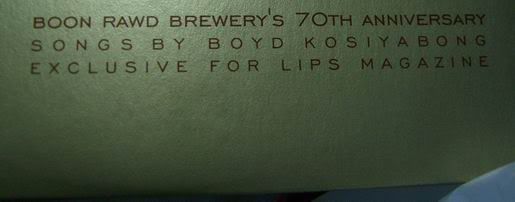 BOON RAWD BREWERY'S 70TH ANNIVERSARY
SONGS BY BOYD KOSIYABONG
EXCLUSIVE FOR LIPS MAGAZINE